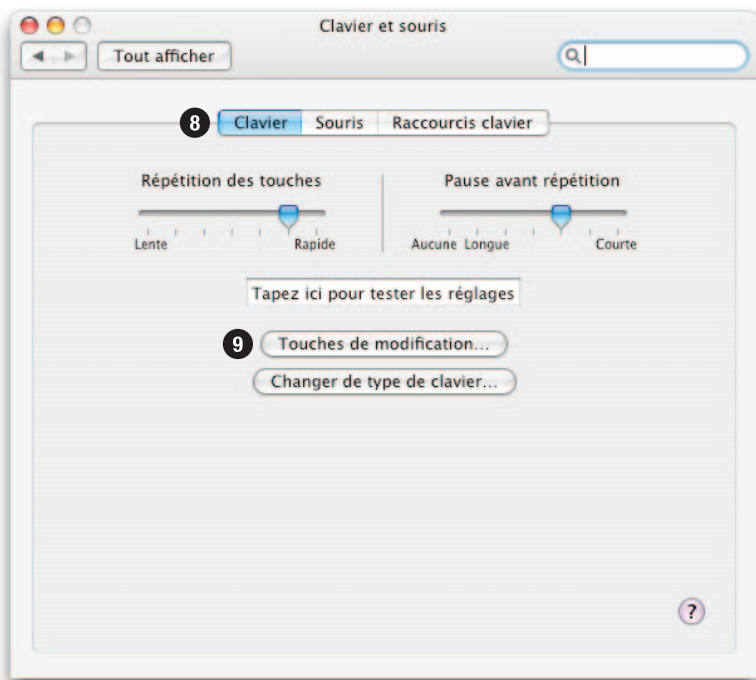 Clavier et souris
Tout afficher
8 Clavier Souris Raccourcis clavier
Répétition des touches Pause avant répétition
Lente Rapide Aucune Longue Courte
Tapez ici pour tester les réglages
9 Touches de modification...
Changer de type de clavier...
?